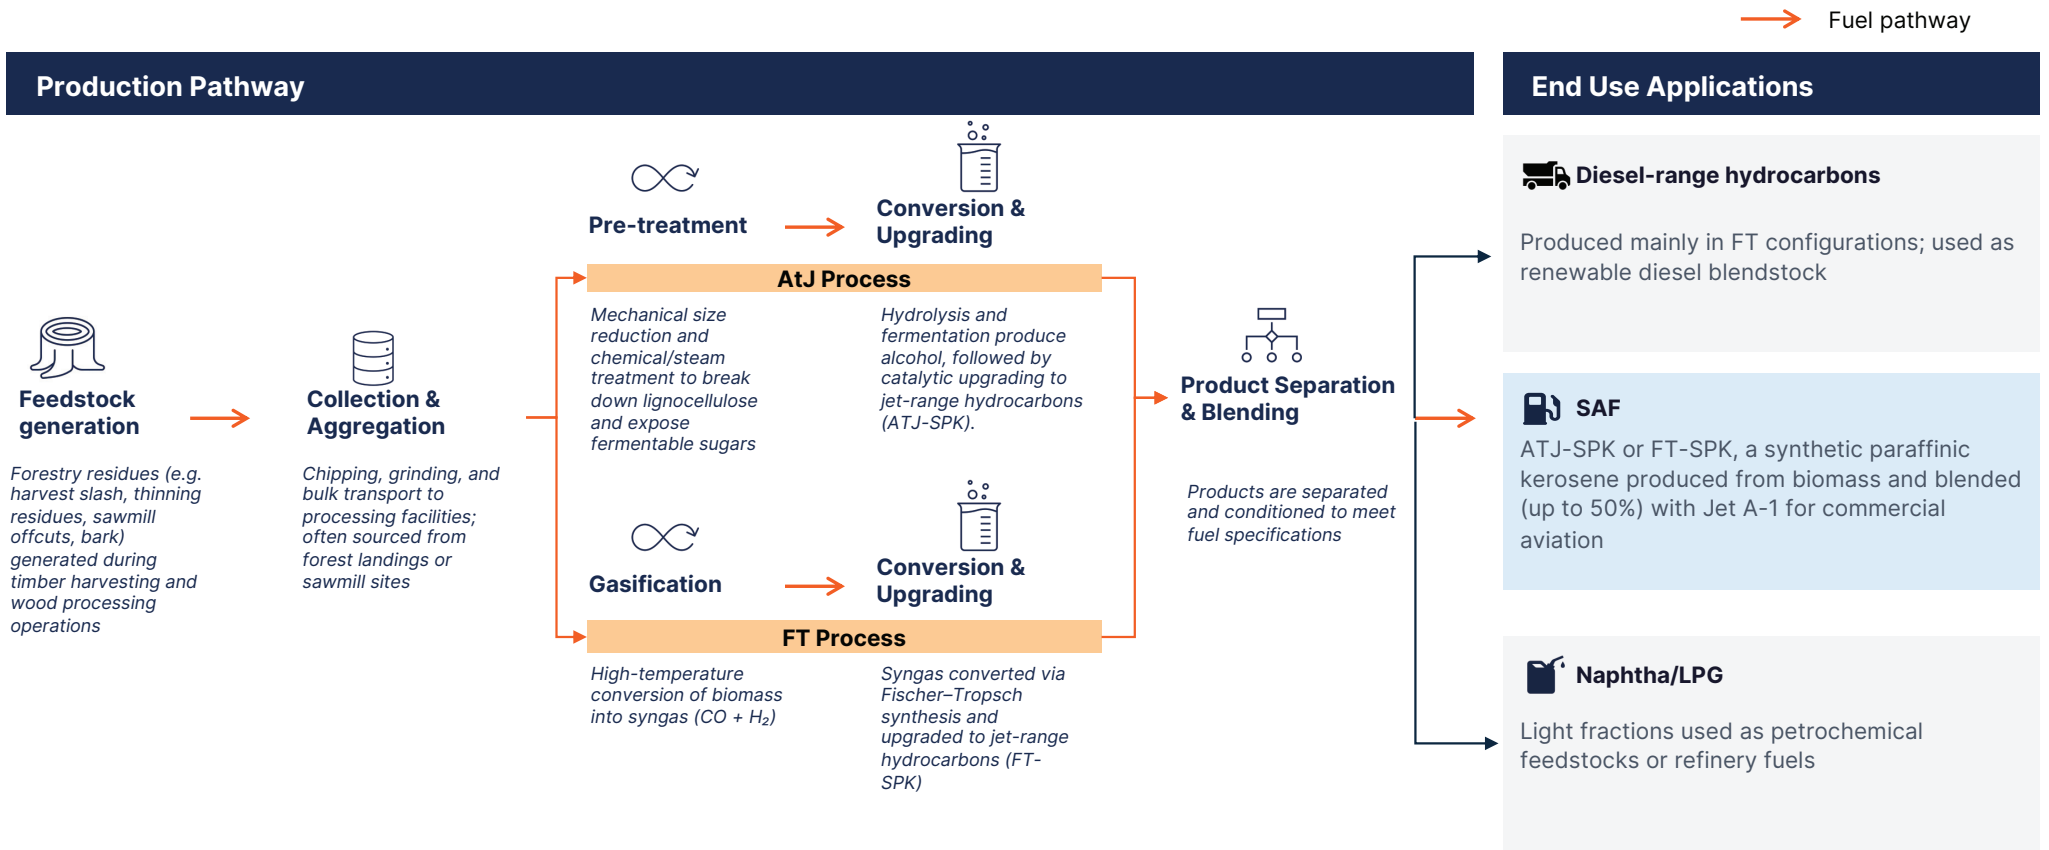 Fuel pathway
Production Pathway
End Use Applications
Feedstock
generation
Forestry residues (e.g.
harvest slash, thinning
residues, sawmill
offcuts, bark)
generated during
timber harvesting and
wood processing
operations
Collection &
Aggregation
Chipping, grinding, and
bulk transport to
processing facilities;
often sourced from
forest landings or
sawmill sites
Pre-treatment
Conversion &
Upgrading
AtJ Process
Mechanical size
reduction and
chemical/steam
treatment to break
down lignocellulose
and expose
fermentable sugars
Hydrolysis and
fermentation produce
alcohol, followed by
catalytic upgrading to
jet-range hydrocarbons
(ATJ-SPK).
Gasification
Conversion &
Upgrading
FT Process
High-temperature
conversion of biomass
into syngas (CO + H₂)
Syngas converted via
Fischer–Tropsch
synthesis and
upgraded to jet-range
hydrocarbons (FT-
SPK)
Product Separation
& Blending
Products are separated
and conditioned to meet
fuel specifications
Diesel-range hydrocarbons
Produced mainly in FT configurations; used as
renewable diesel blendstock
SAF
ATJ-SPK or FT-SPK, a synthetic paraffinic
kerosene produced from biomass and blended
(up to 50%) with Jet A-1 for commercial
aviation
Naphtha/LPG
Light fractions used as petrochemical
feedstocks or refinery fuels